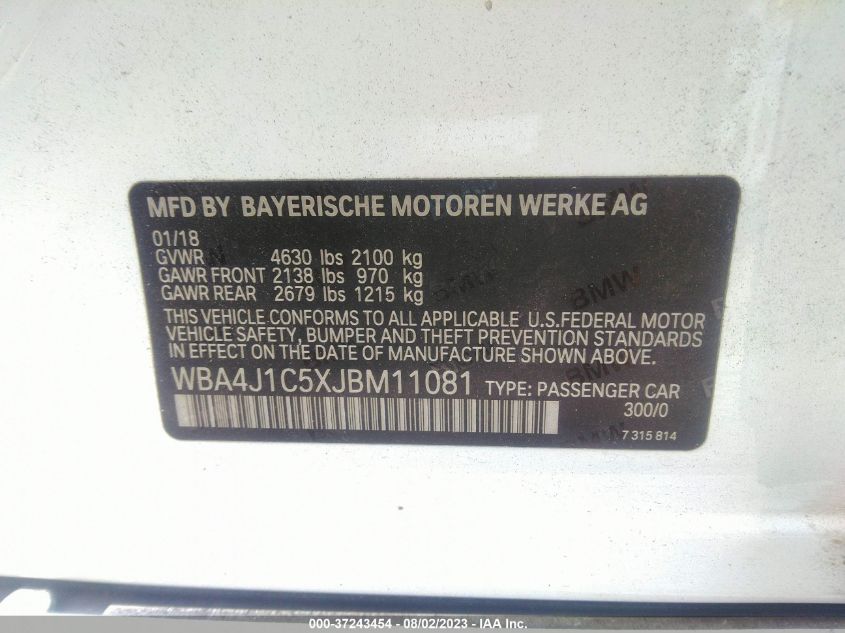 MFD BY BAYERISCHE MOTOREN WERKE AG
01/18
GVWR 4630 lbs 2100 kg
GAWR FRONT 2138 lbs 970 kg
GAWR REAR 2679 lbs 1215 kg
THIS VEHICLE CONFORMS TO ALL APPLICABLE U.S.FEDERAL MOTOR
VEHICLE SAFETY, BUMPER AND THEFT PREVENTION STANDARDS
IN EFFECT ON THE DATE OF MANUFACTURE SHOWN ABOVE.
WBA4J1C5XJBM11081 TYPE: PASSENGER CAR
300/0
7 315 814
000-37243454 - 08/02/2023 - IAA Inc.